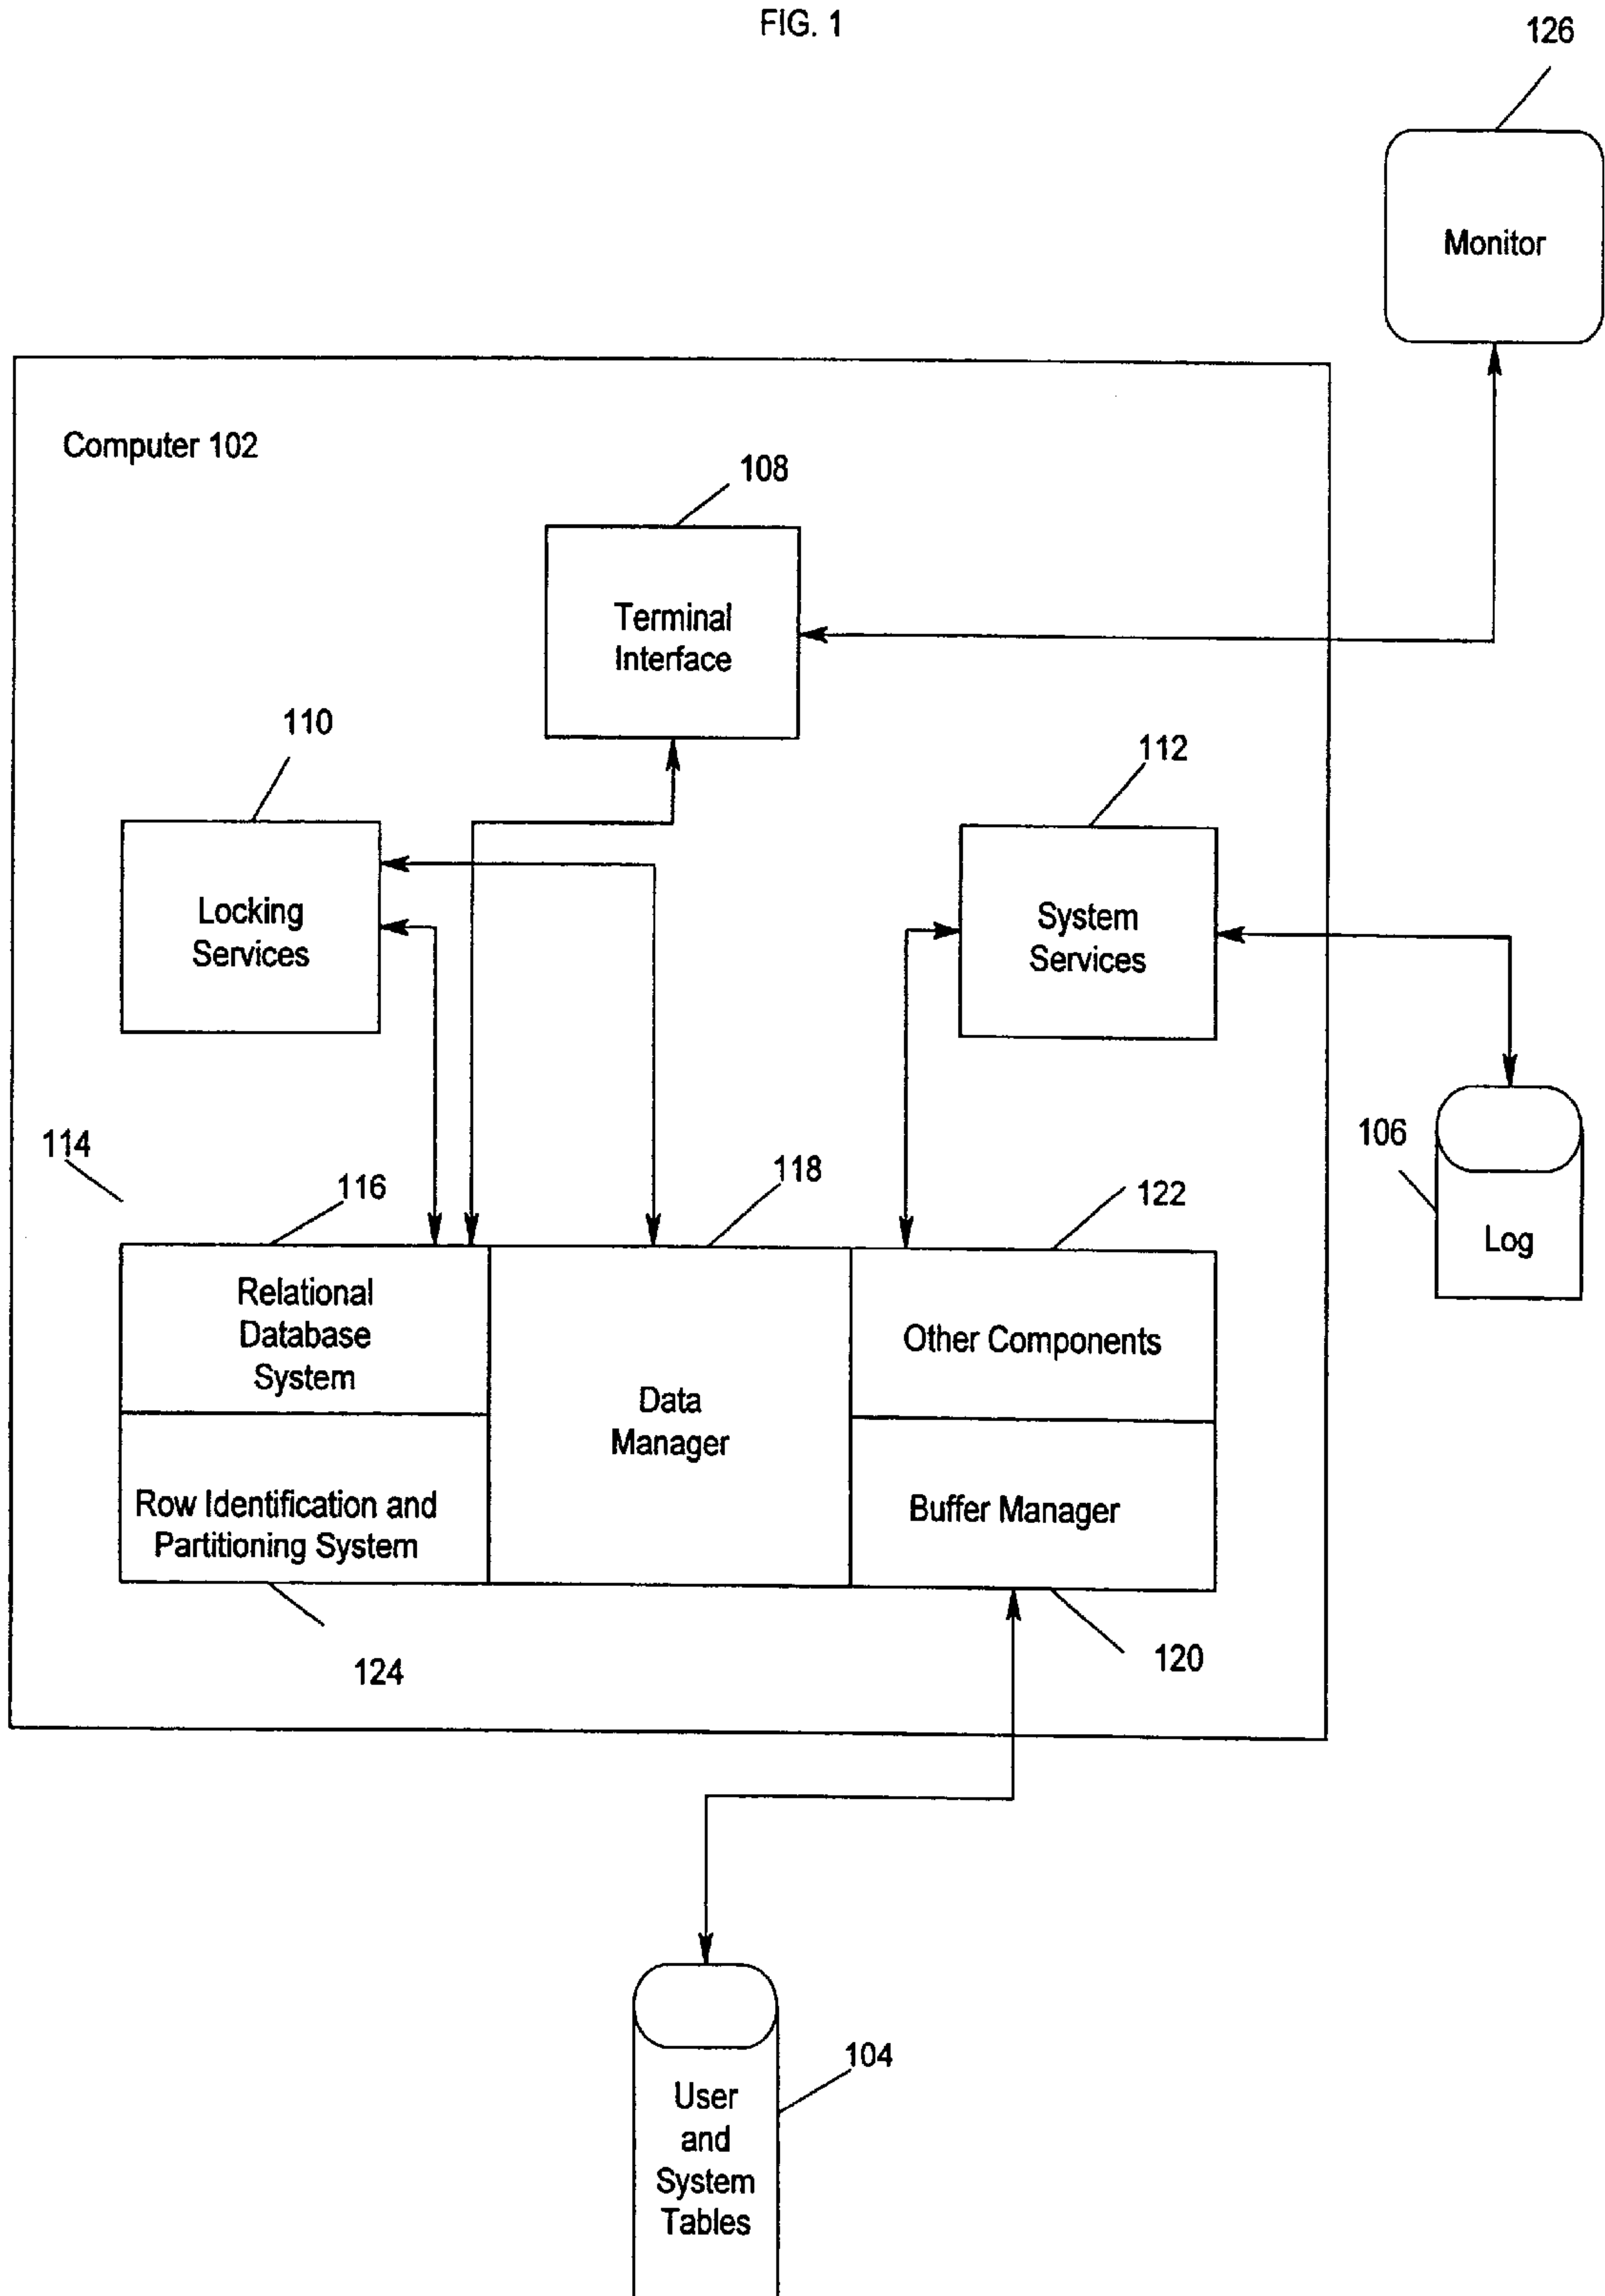 FIG. 1
126
Monitor
Computer 102
108
Terminal
Interface
110
112
Locking
Services
System
Services
114
116
118
122
106
Log
Relational
Database
System
Data
Manager
Other Components
Row Identification and
Partitioning System
Buffer Manager
124
120
104
User
and
System
Tables